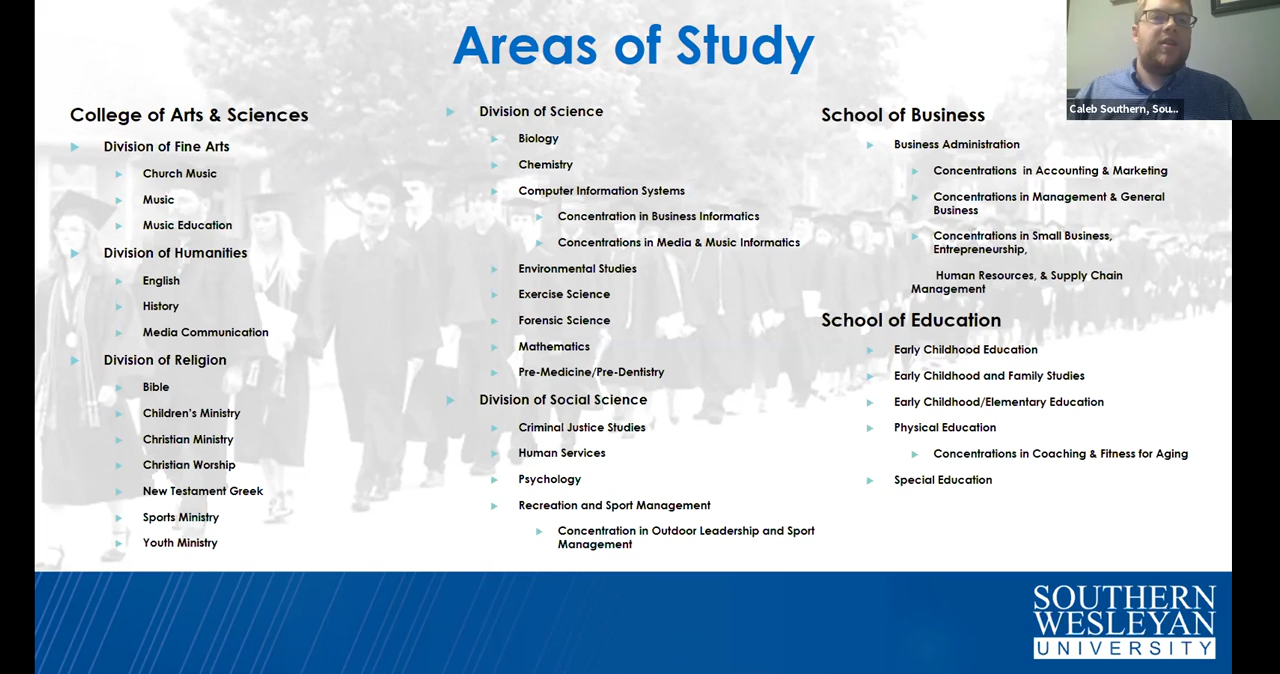 Areas of Study
Caleb Southern, Sou...
College of Arts & Sciences
Division of Fine Arts
Church Music
Music
Music Education
Division of Humanities
English
History
Media Communication
Division of Religion
Bible
Children's Ministry
Christian Ministry
Christian Worship
New Testament Greek
Sports Ministry
Youth Ministry
Division of Science
Biology
Chemistry
Computer Information Systems
Concentration in Business Informatics
Concentrations in Media & Music Informatics
Environmental Studies
Exercise Science
Forensic Science
Mathematics
Pre-Medicine/Pre-Dentistry
Division of Social Science
Criminal Justice Studies
Human Services
Psychology
Recreation and Sport Management
Concentration in Outdoor Leadership and Sport
Management
School of Business
Business Administration
Concentrations in Accounting & Marketing
Concentrations in Management & General
Business
Concentrations in Small Business,
Entrepreneurship,
Human Resources, & Supply Chain
Management
School of Education
Early Childhood Education
Early Childhood and Family Studies
Early Childhood/Elementary Education
Physical Education
Concentrations in Coaching & Fitness for Aging
Special Education
SOUTHERN
WESLEYAN
UNIVERSITY